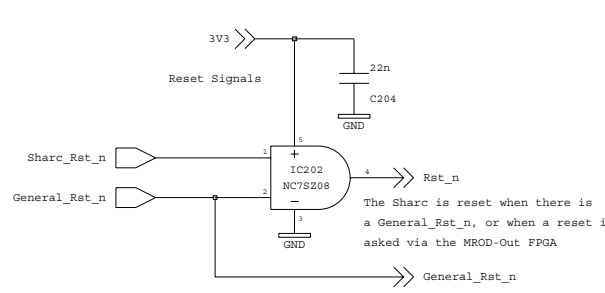 3V3
Reset Signals
22n
C204
GND
5
Sharc_Rst_n
1
+
IC202
NC7SZ08
4
Rst_n
General_Rst_n
2
−
3
GND
The Sharc is reset when there is
a General_Rst_n, or when a reset i
asked via the MROD-Out FPGA
General_Rst_n